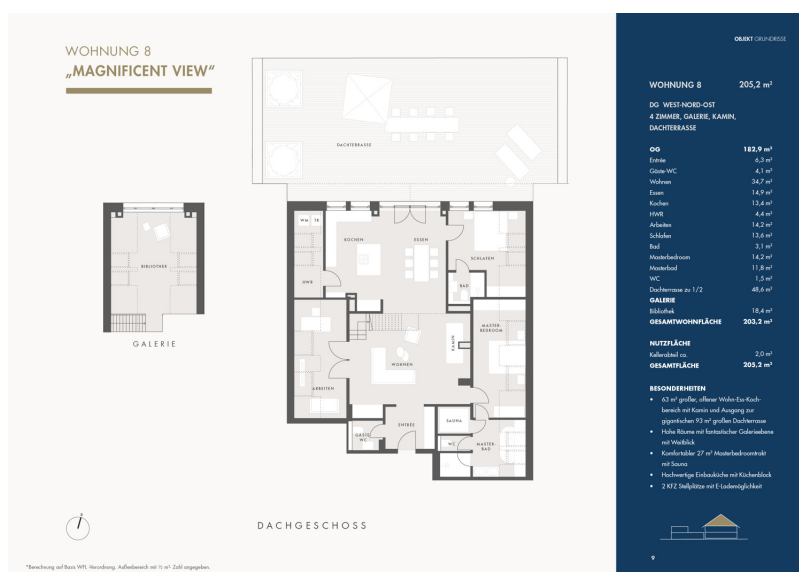 WOHNUNG 8
„MAGNIFICENT VIEW“
DACHTERRASSE
WM TR
KOCHEN
ESSEN
SCHLAFEN
BIBLIOTHEK
HWR
BAD
GALERIE
MASTER-
BEDROOM
KAMIN
WOHNEN
ARBEITEN
GÄSTE
WC
ENTRÉE
SAUNA
WC
MASTER-
BAD
DACHGESCHOSS
*Berechnung auf Basis WFL-Verordnung. Außenbereich mit ½ m²- Zahl angegeben.
OBJEKT GRUNDRISSE
WOHNUNG 8 205,2 m²
DG WEST-NORD-OST
4 ZIMMER, GALERIE, KAMIN,
DACHTERRASSE
OG 182,9 m²
Entrée 6,3 m²
Gäste-WC 4,1 m²
Wohnen 34,7 m²
Essen 14,9 m²
Kochen 13,4 m²
HWR 4,4 m²
Arbeiten 14,2 m²
Schlafen 13,6 m²
Bad 3,1 m²
Masterbedroom 14,2 m²
Masterbad 11,8 m²
WC 1,5 m²
Dachterrasse zu 1/2 48,6 m²
GALERIE
Bibliothek 18,4 m²
GESAMTWOHNFLÄCHE 203,2 m²
NUTZFLÄCHE
Kellerabteil ca. 2,0 m²
GESAMTFLÄCHE 205,2 m²
BESONDERHEITEN
• 63 m² großer, offener Wohn-Ess-Koch-
bereich mit Kamin und Ausgang zur
gigantischen 93 m² großen Dachterrasse
• Hohe Räume mit fantastischer Galerieebene
mit Weitblick
• Komfortabler 27 m² Masterbedroomtrakt
mit Sauna
• Hochwertige Einbauküche mit Küchenblock
• 2 KFZ Stellplätze mit E-Lademöglichkeit
9